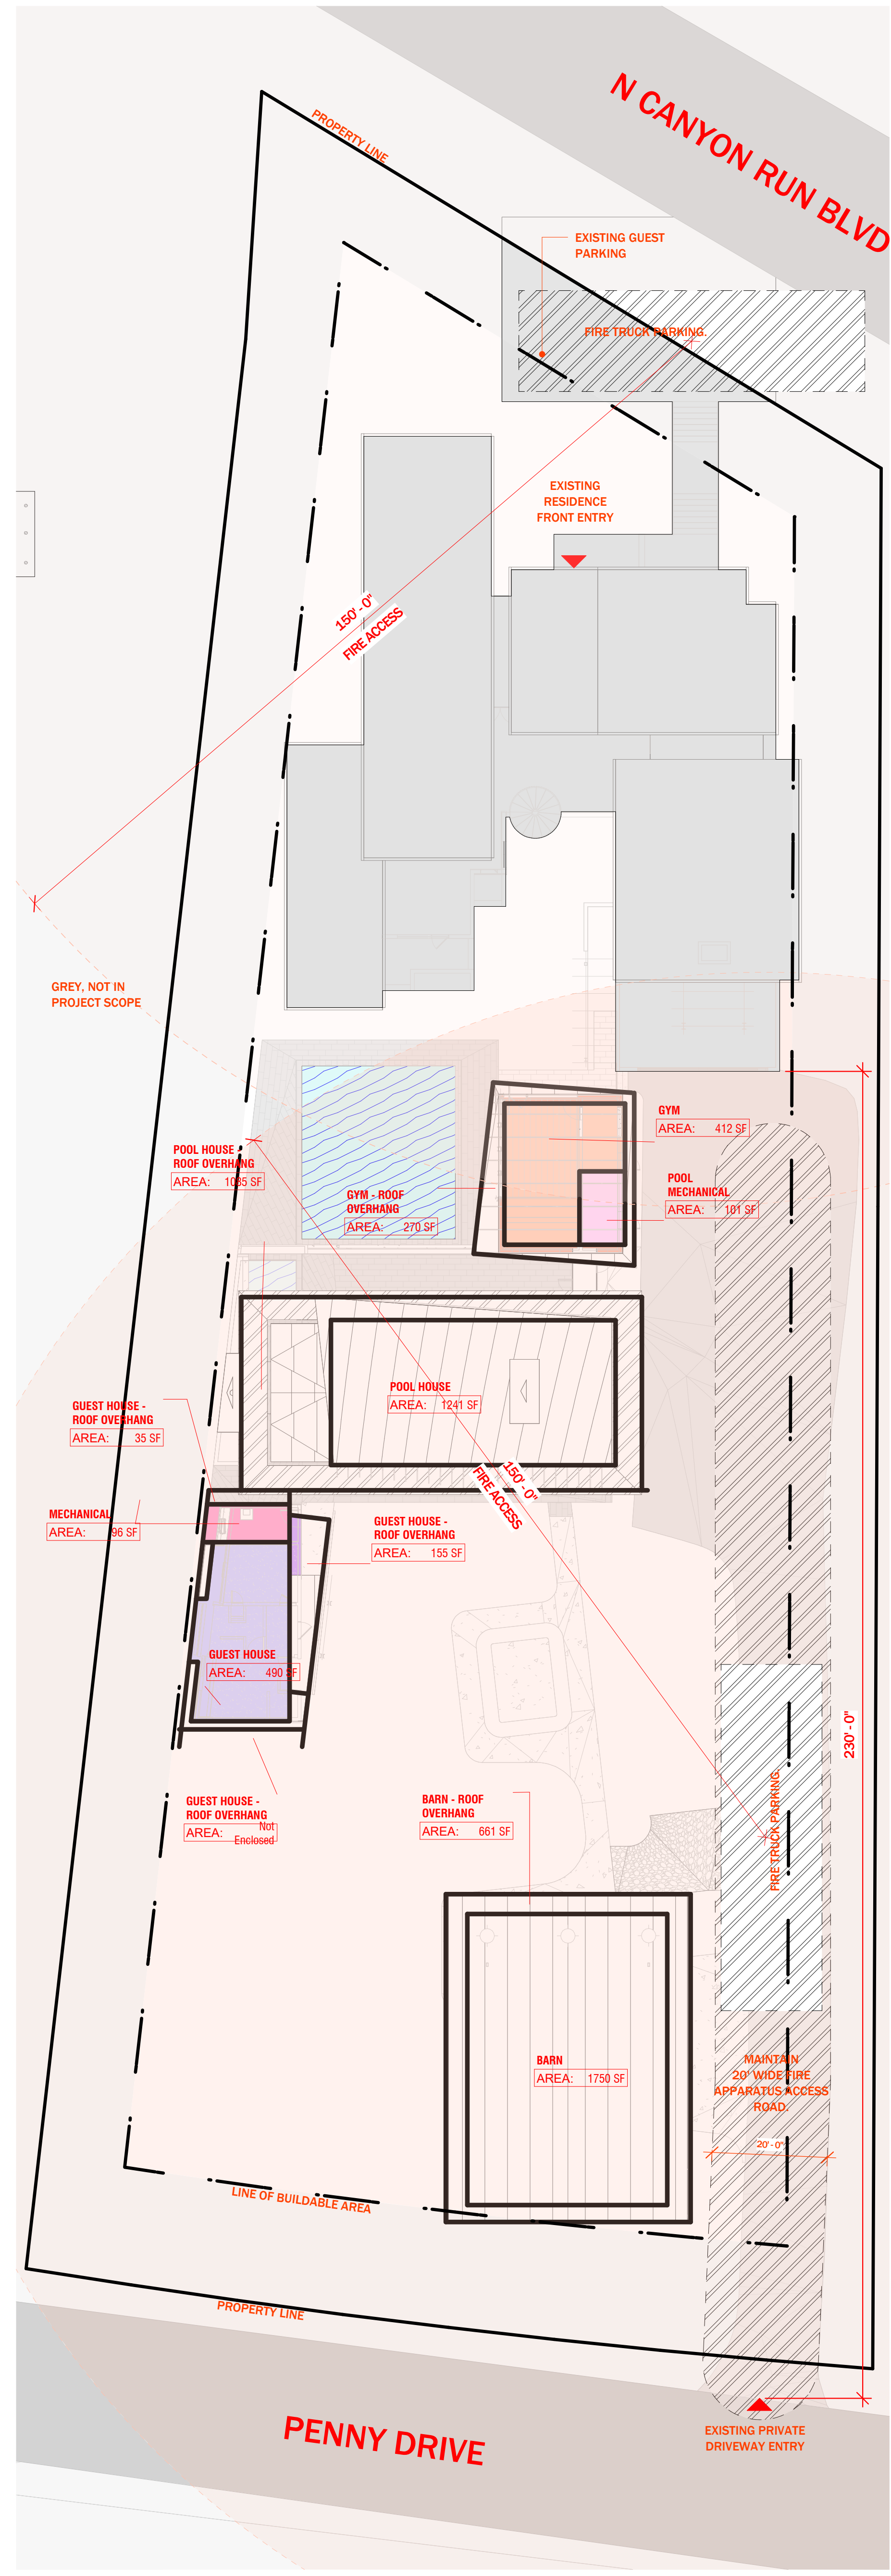 N CANYON RUN BLVD
PROPERTY LINE
EXISTING GUEST
PARKING
FIRE TRUCK PARKING.
EXISTING
RESIDENCE
FRONT ENTRY
150' - 0"
FIRE ACCESS
GREY, NOT IN
PROJECT SCOPE
GYM
AREA: 412 SF
POOL HOUSE -
ROOF OVERHANG
AREA: 1085 SF
POOL
MECHANICAL
AREA: 101 SF
GYM - ROOF
OVERHANG
AREA: 270 SF
POOL HOUSE
AREA: 1241 SF
GUEST HOUSE -
ROOF OVERHANG
AREA: 35 SF
150' - 0"
FIRE ACCESS
MECHANICAL
AREA: 96 SF
GUEST HOUSE -
ROOF OVERHANG
AREA: 155 SF
GUEST HOUSE
AREA: 490 SF
230' - 0"
FIRE TRUCK PARKING.
GUEST HOUSE -
ROOF OVERHANG
AREA: Not
Enclosed
BARN - ROOF
OVERHANG
AREA: 661 SF
BARN
AREA: 1750 SF
MAINTAIN
20' WIDE FIRE
APPARATUS ACCESS
ROAD.
20' - 0"
LINE OF BUILDABLE AREA
PROPERTY LINE
PENNY DRIVE
EXISTING PRIVATE
DRIVEWAY ENTRY